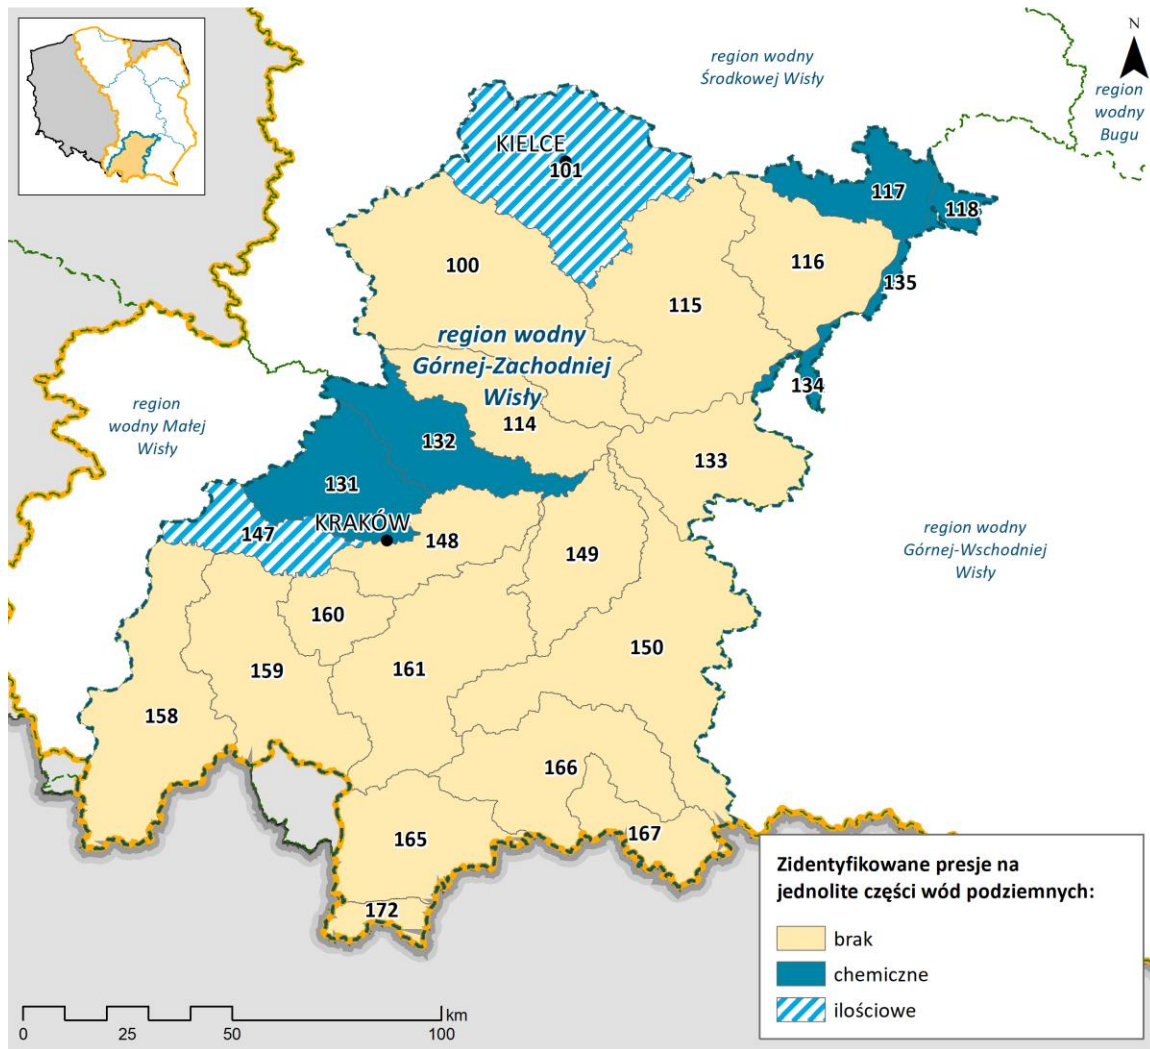 N
region wodny
Środkowej Wisły
region
wodny
Bugu
KIELCE
101
117
118
100
116
135
115
region wodny
Górnej-Zachodniej
Wisły
134
region
wodny Małej
Wisły
114
132
133
131
147
KRAKÓW
148
149
region wodny
Górnej-Wschodniej
Wisły
160
150
159
161
158
166
165
167
172
Zidentyfikowane presje na
jednolite części wód podziemnych:
brak
chemiczne
ilościowe
km
0
25
50
100